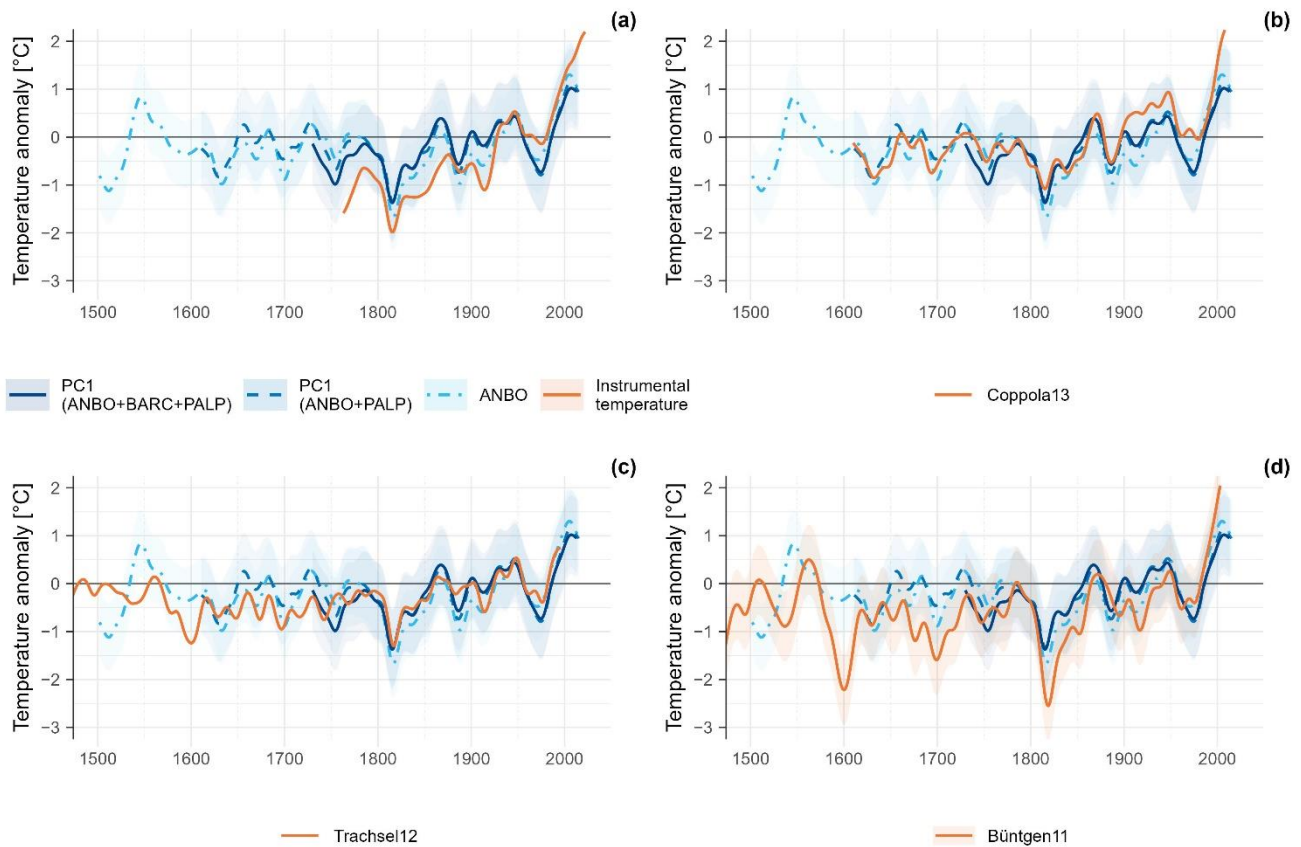 (a)
(b)
Temperature anomaly [°C]
2
1
0
−1
−2
−3
1500 1600 1700 1800 1900 2000
Temperature anomaly [°C]
2
1
0
−1
−2
−3
1500 1600 1700 1800 1900 2000
PC1
(ANBO+BARC+PALP)
PC1
(ANBO+PALP)
ANBO
Instrumental
temperature
Coppola13
(c)
(d)
Temperature anomaly [°C]
2
1
0
−1
−2
−3
1500 1600 1700 1800 1900 2000
Temperature anomaly [°C]
2
1
0
−1
−2
−3
1500 1600 1700 1800 1900 2000
Trachsel12
Büntgen11